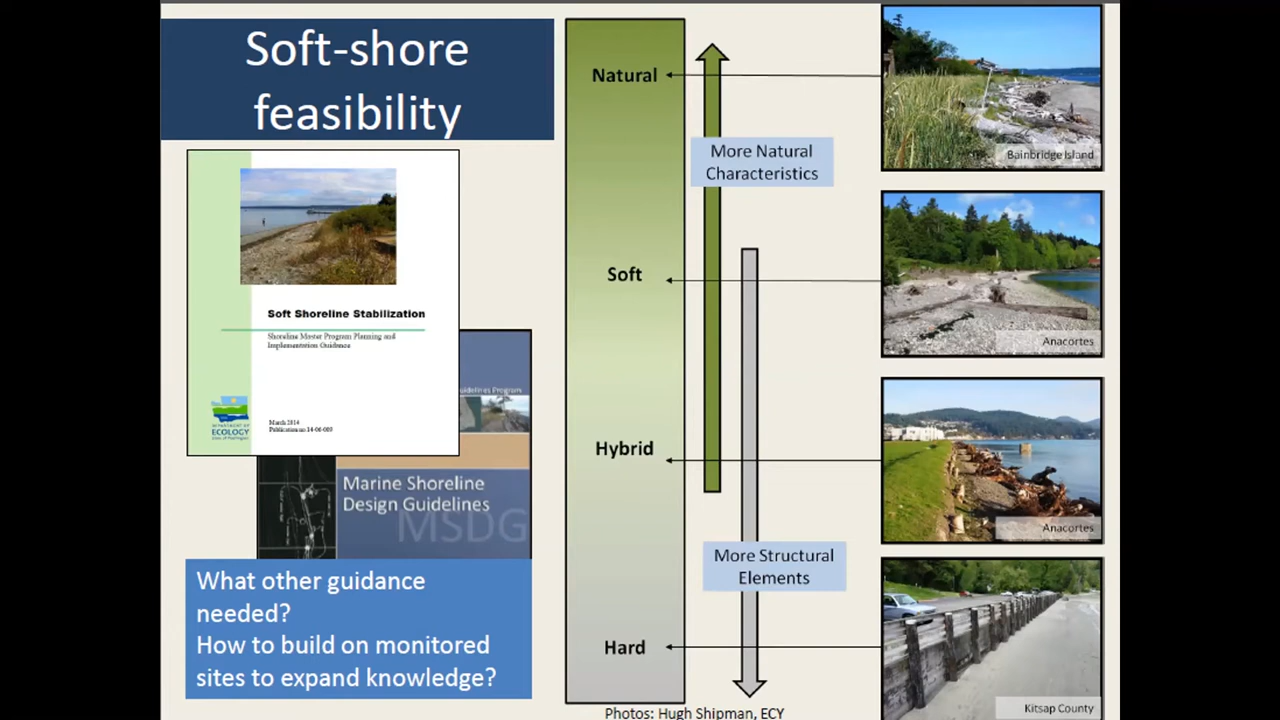 Soft-shore
feasibility
Soft Shoreline Stabilization
Shoreline Master Program Planning and
Implementation Guidance
March 2014
Publication no. 14-06-009
DEPARTMENT OF
ECOLOGY
State of Washington
uidelines Program
Marine Shoreline
Design Guidelines
MSDG
What other guidance
needed?
How to build on monitored
sites to expand knowledge?
Natural
Soft
Hybrid
Hard
More Natural
Characteristics
More Structural
Elements
Bainbridge Island
Anacortes
Anacortes
Kitsap County
Photos: Hugh Shipman, ECY